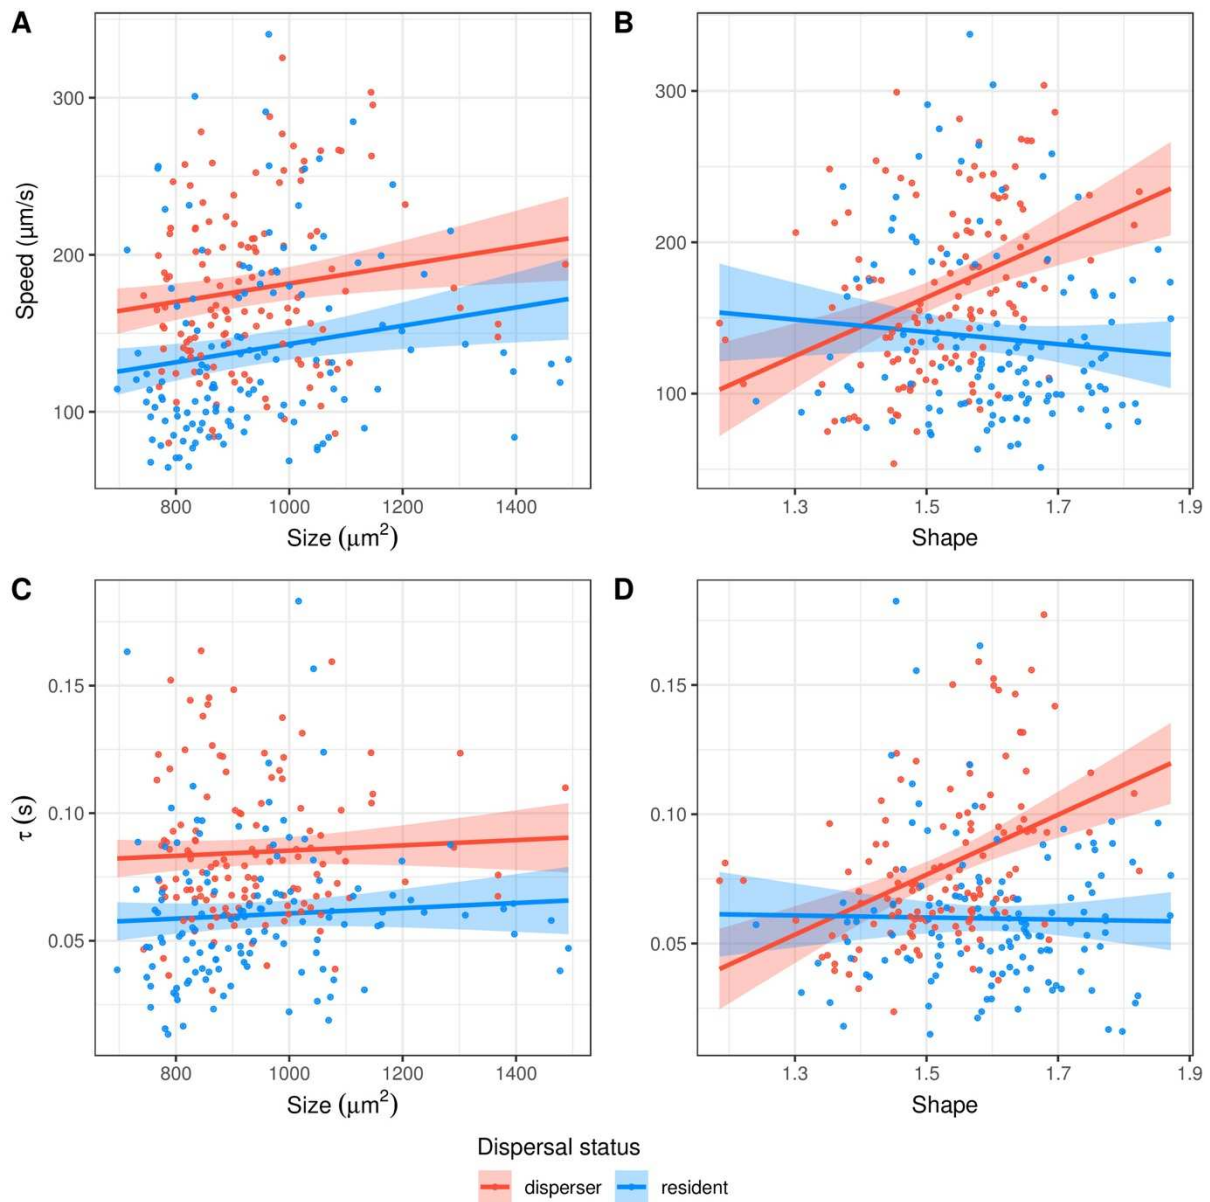 A
B
300
200
100
Speed (μm/s)
800
1000
1200
1400
Size (μm²)
300
200
100
1.3
1.5
1.7
1.9
Shape
C
D
0.15
0.10
0.05
τ (s)
800
1000
1200
1400
Size (μm²)
0.15
0.10
0.05
1.3
1.5
1.7
1.9
Shape
Dispersal status
disperser
resident